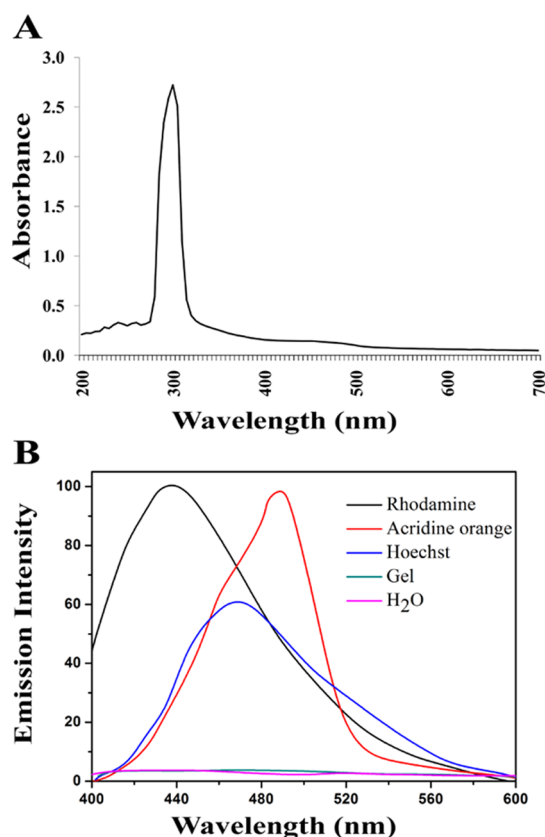 A
3.0
2.5
2.0
1.5
1.0
0.5
0.0
Absorbance
200
300
400
500
600
700
Wavelength (nm)
B
100
80
60
40
20
0
Emission Intensity
Rhodamine
Acridine orange
Hoechst
Gel
H2O
400 440 480 520 560 600
Wavelength (nm)